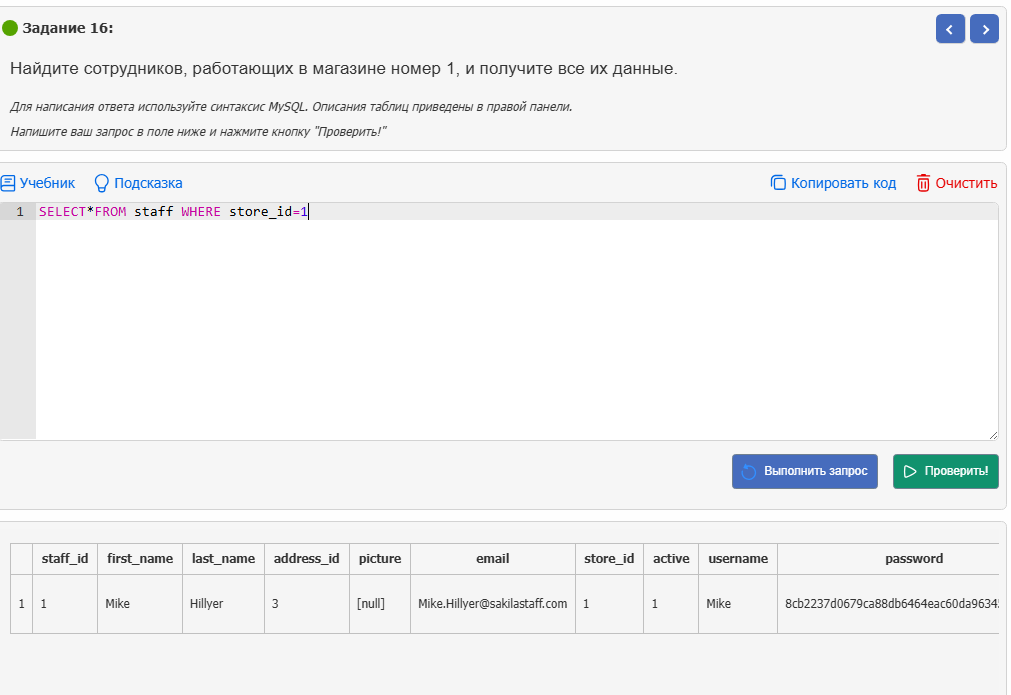 Задание 16:
Найдите сотрудников, работающих в магазине номер 1, и получите все их данные.
Для написания ответа используйте синтаксис MySQL. Описания таблиц приведены в правой панели.
Напишите ваш запрос в поле ниже и нажмите кнопку "Проверить!"
Учебник Подсказка Копировать код Очистить
1 SELECT*FROM staff WHERE store_id=1
Выполнить запрос Проверить!
staff_id first_name last_name address_id picture email store_id active username password
1 1 Mike Hillyer 3 [null] Mike.Hillyer@sakilastaff.com 1 1 Mike 8cb2237d0679ca88db6464eac60da9634